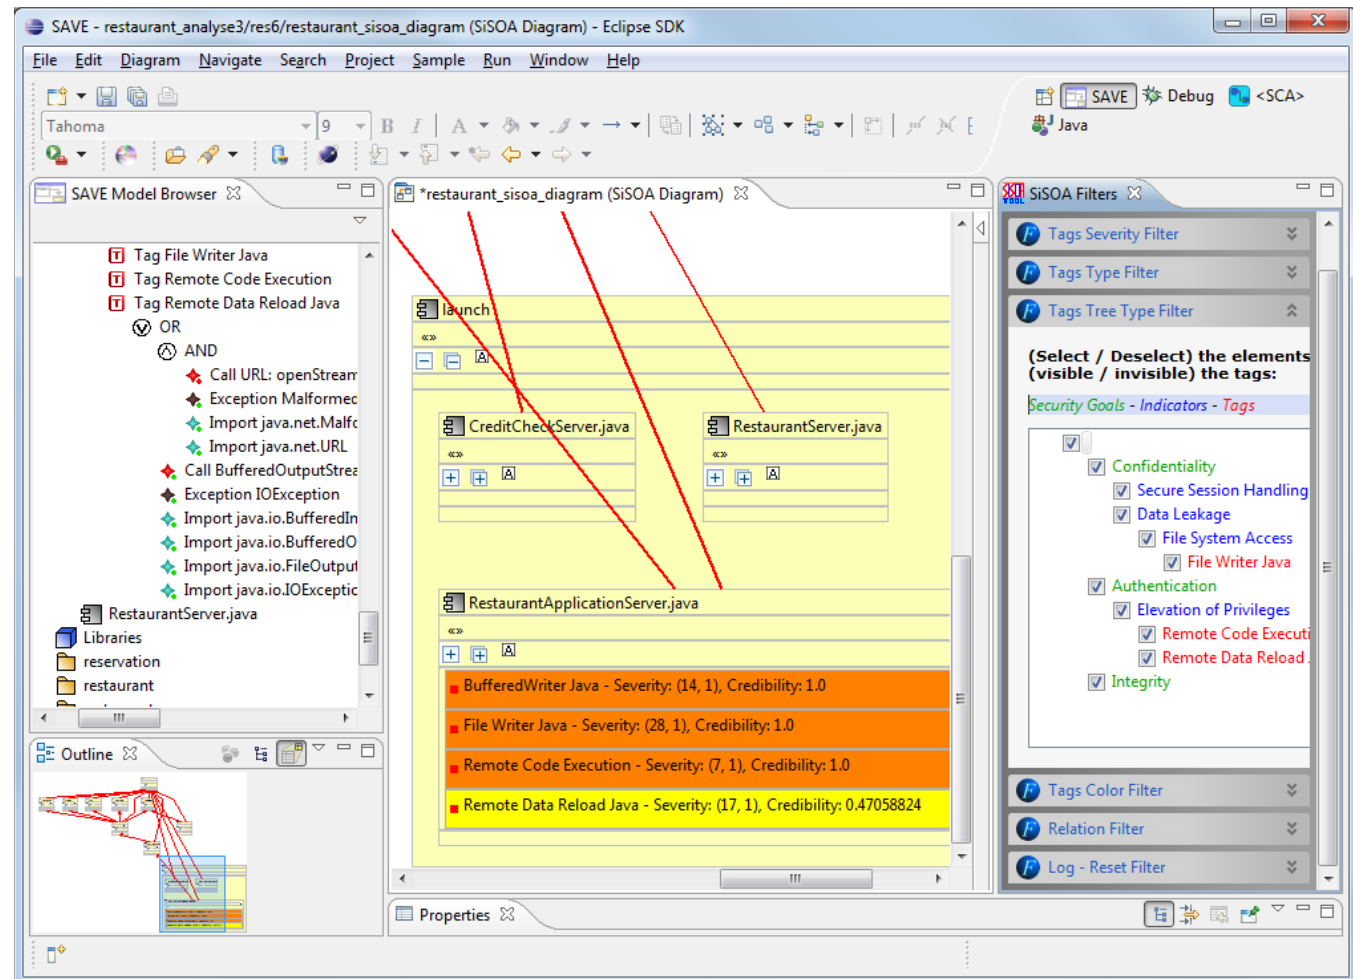 SAVE - restaurant_analyse3/res6/restaurant_sisoa_diagram (SiSOA Diagram) - Eclipse SDK
File Edit Diagram Navigate Search Project Sample Run Window Help
SAVE Debug <SCA>
Java
Tahoma 9 B I A
SAVE Model Browser
Tag File Writer Java
Tag Remote Code Execution
Tag Remote Data Reload Java
OR
AND
Call URL: openStream
Exception Malformed
Import java.net.Malfo
Import java.net.URL
Call BufferedOutputStrea
Exception IOException
Import java.io.BufferedIn
Import java.io.BufferedO
Import java.io.FileOutput
Import java.io.IOExceptic
RestaurantServer.java
Libraries
reservation
restaurant
Outline
*restaurant_sisoa_diagram (SiSOA Diagram)
launch
«»
A
CreditCheckServer.java
«»
A
RestaurantServer.java
«»
A
RestaurantApplicationServer.java
«»
A
BufferedWriter Java - Severity: (14, 1), Credibility: 1.0
File Writer Java - Severity: (28, 1), Credibility: 1.0
Remote Code Execution - Severity: (7, 1), Credibility: 1.0
Remote Data Reload Java - Severity: (17, 1), Credibility: 0.47058824
Properties
SiSOA Filters
Tags Severity Filter
Tags Type Filter
Tags Tree Type Filter
(Select / Deselect) the elements
(visible / invisible) the tags:
Security Goals - Indicators - Tags
Confidentiality
Secure Session Handling
Data Leakage
File System Access
File Writer Java
Authentication
Elevation of Privileges
Remote Code Executi
Remote Data Reload
Integrity
Tags Color Filter
Relation Filter
Log - Reset Filter